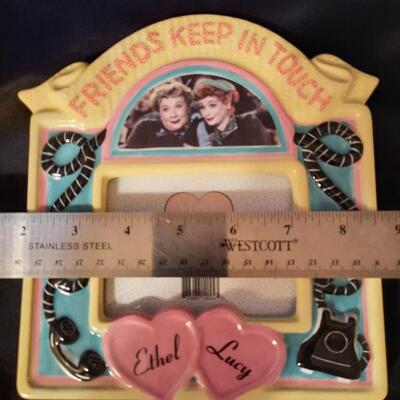 FRIENDS KEEP IN TOUCH
2 3 4 5 6 7 8 9
STAINLESS STEEL
WESTCOTT®
Ethel
Lucy